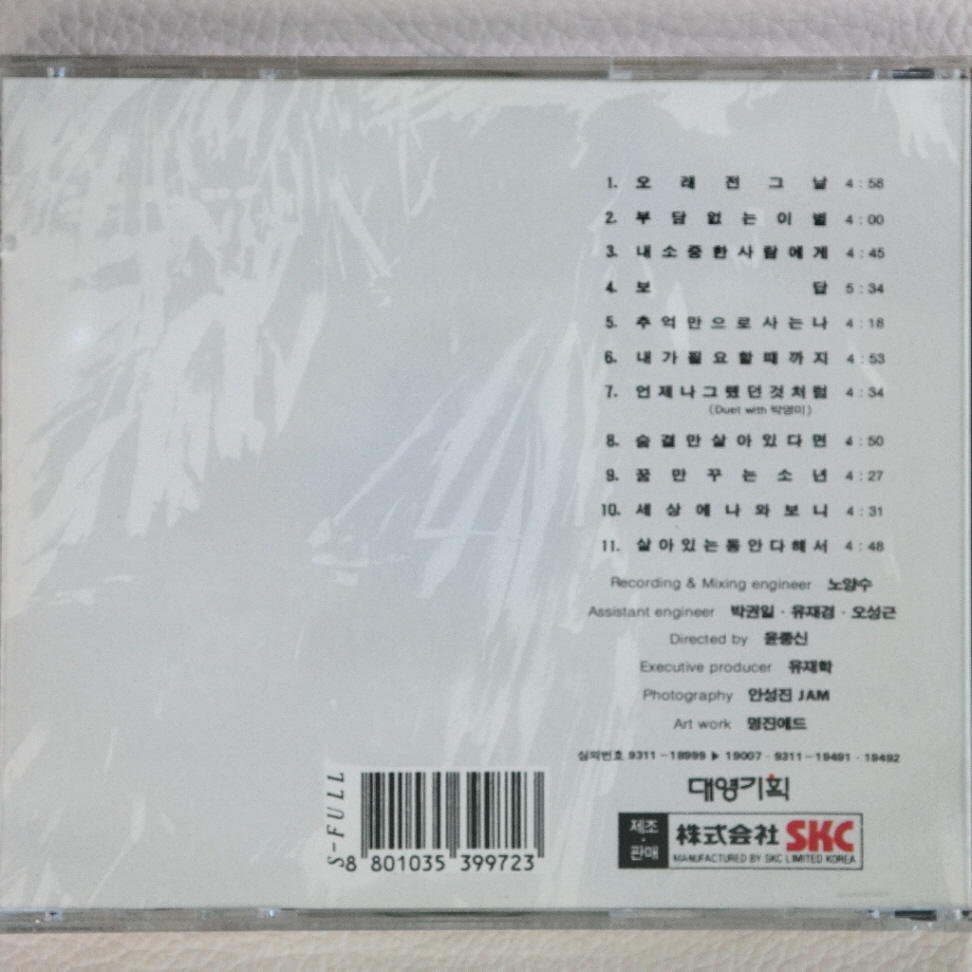 1. 오래전그날 4:58
2. 부담없는이별 4:00
3. 내소중한사람에게 4:45
4. 보답 5:34
5. 추억만으로사는나 4:18
6. 내가필요할때까지 4:53
7. 언제나그랬던것처럼 4:34
(Duet with 박영미)
8. 숨결만살아있다면 4:50
9. 꿈만꾸는소년 4:27
10. 세상에나와보니 4:31
11. 살아있는동안다해서 4:48
Recording & Mixing engineer 노양수
Assistant engineer 박권일 · 유재경 · 오성근
Directed by 윤종신
Executive producer 유재학
Photography 안성진 JAM
Art work 명진애드
심의번호 9311-18999 ▶ 19007 · 9311-19491 · 19492
대영기획
제조·판매 株式会社 SKC
MANUFACTURED BY SKC LIMITED KOREA
S-FULL
8 801035 399723